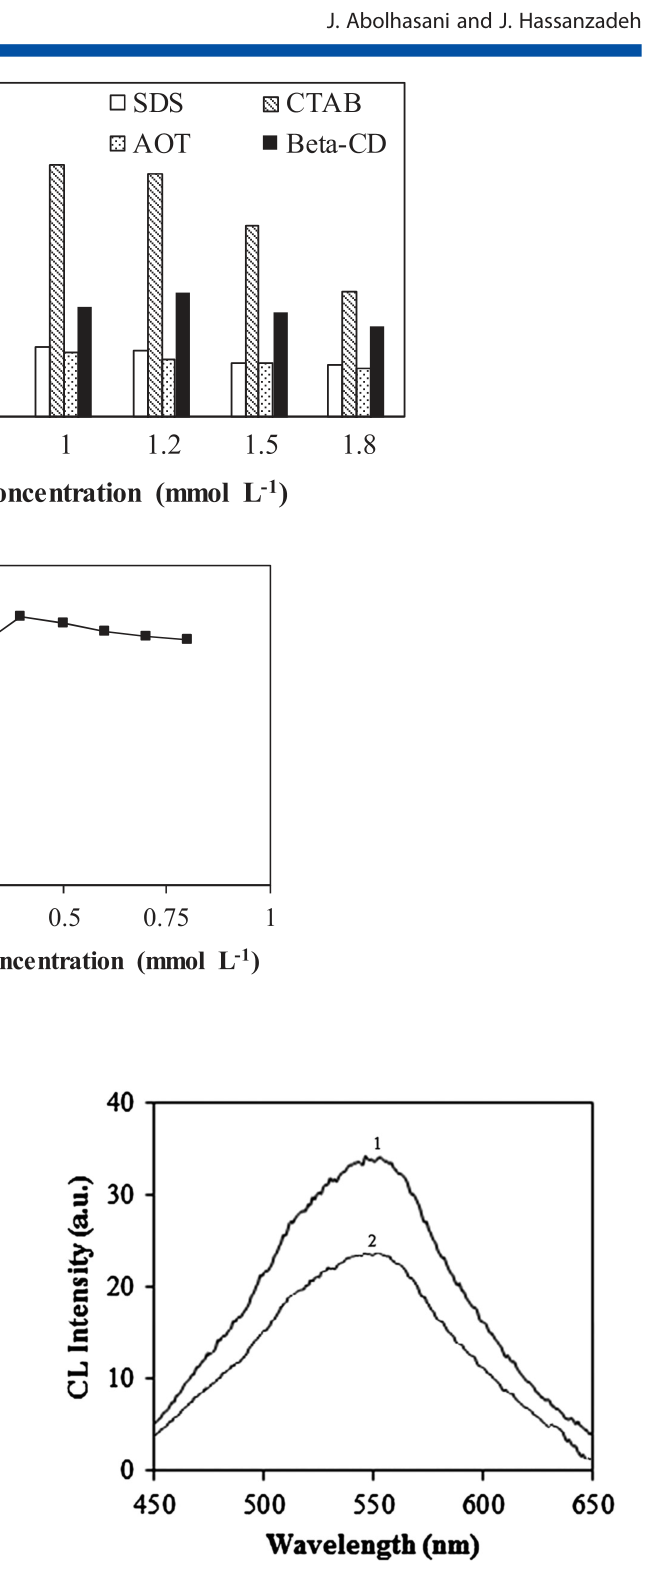 J. Abolhasani and J. Hassanzadeh
SDS CTAB
AOT Beta-CD
1 1.2 1.5 1.8
oncentration (mmol L-1)
0.5 0.75 1
ncentration (mmol L-1)
40
30
20
10
0
CL Intensity (a.u.)
1
2
450 500 550 600 650
Wavelength (nm)